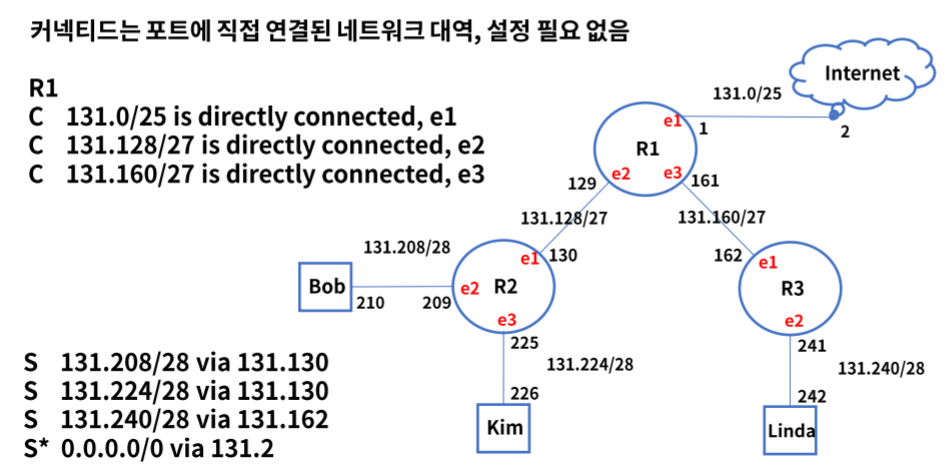 커넥티드는 포트에 직접 연결된 네트워크 대역, 설정 필요 없음
R1
C 131.0/25 is directly connected, e1
C 131.128/27 is directly connected, e2
C 131.160/27 is directly connected, e3
Internet
131.0/25
e1
1
2
R1
e2
e3
129
161
131.128/27
131.160/27
131.208/28
e1
130
162
e1
Bob
210
209
e2
R2
e3
R3
e2
225
131.224/28
226
Kim
241
131.240/28
242
Linda
S 131.208/28 via 131.130
S 131.224/28 via 131.130
S 131.240/28 via 131.162
S* 0.0.0.0/0 via 131.2